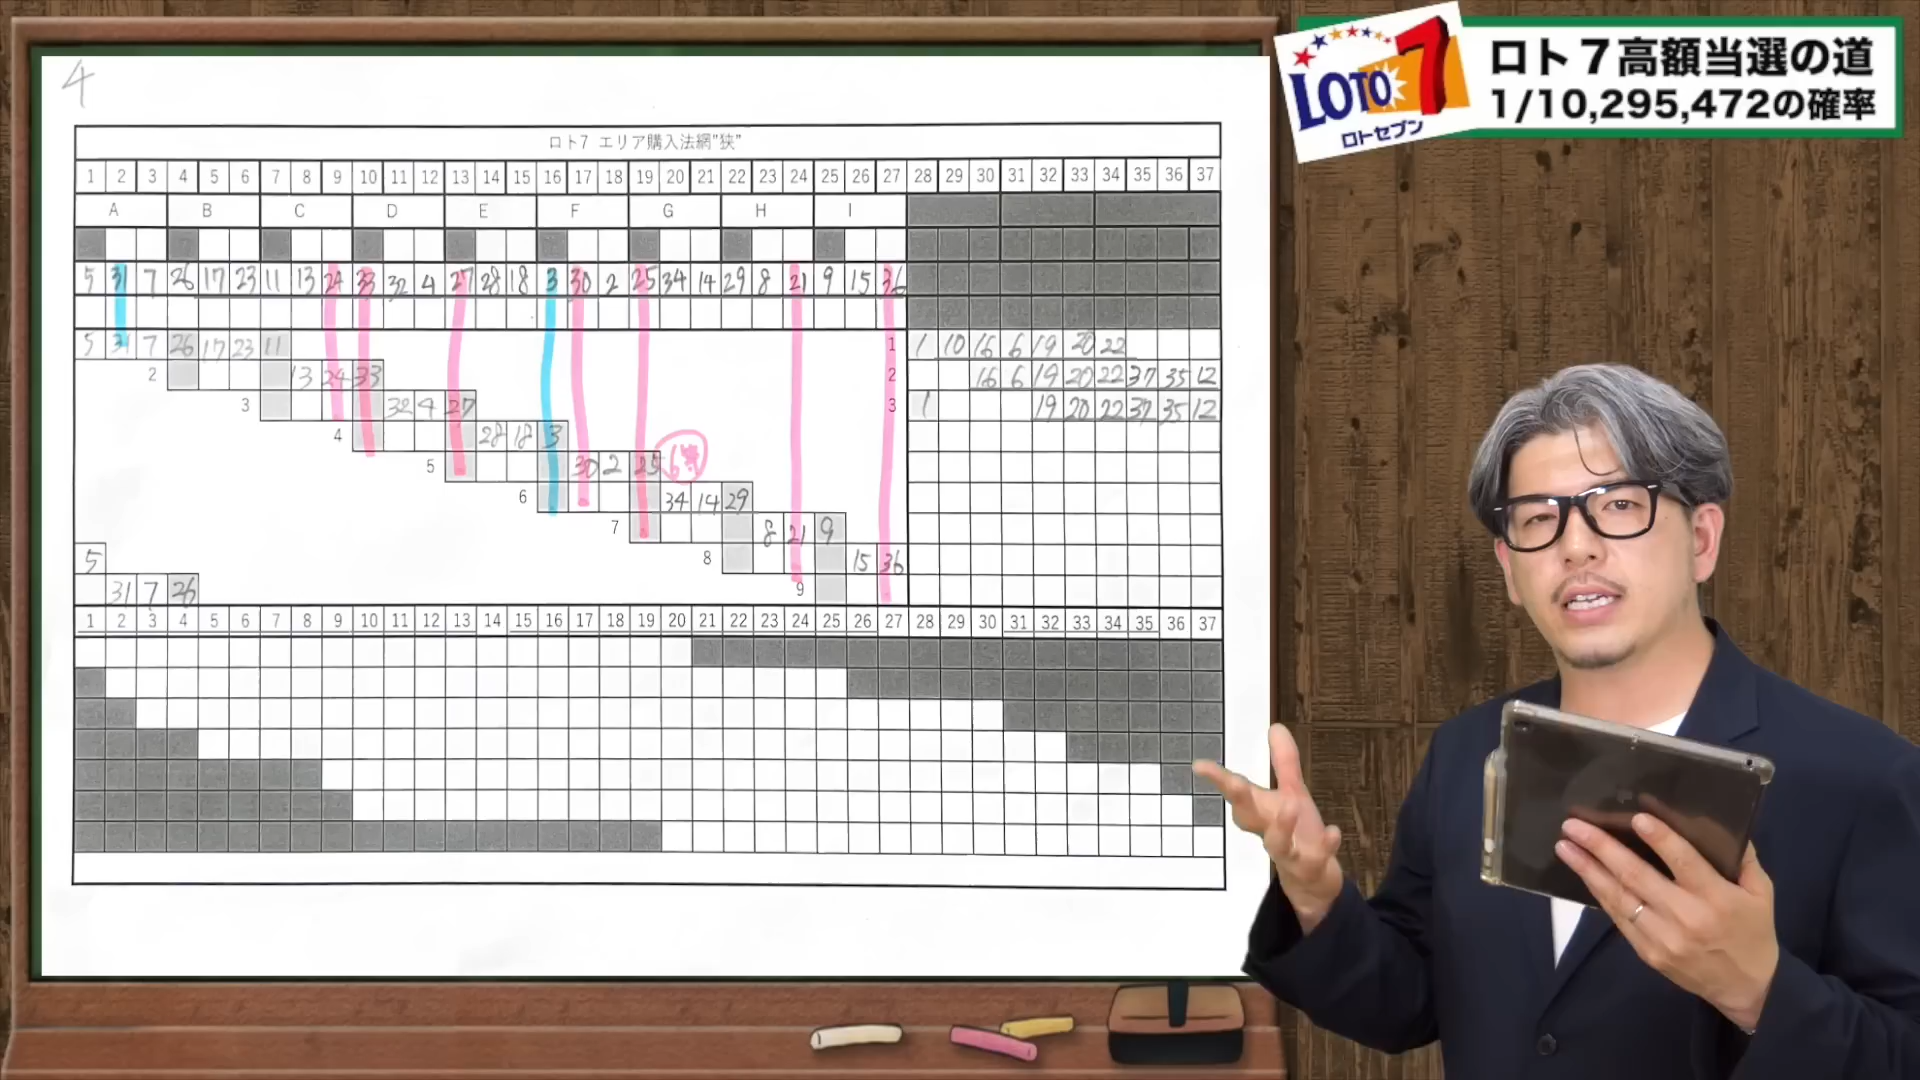 LOTO 7
ロトセブン
ロト7高額当選の道
1/10,295,472の確率
4
ロト7 エリア購入法網"狭"
1 2 3 4 5 6 7 8 9 10 11 12 13 14 15 16 17 18 19 20 21 22 23 24 25 26 27 28 29 30 31 32 33 34 35 36 37
A B C D E F G H I
5 31 7 26 17 23 11 13 24 33 32 4 27 28 18 3 30 2 25 34 14 29 8 21 9 15 36
5 31 7 26 17 23 11 1 1 10 16 6 19 20 22
2 13 24 33 2 16 6 19 20 22 37 35 12
3 32 4 27 3 1 19 20 22 37 35 12
4 28 18 3
5 30 2 25 6等
6 34 14 29
7 8 21 9
5 8 15 36
31 7 26 9
1 2 3 4 5 6 7 8 9 10 11 12 13 14 15 16 17 18 19 20 21 22 23 24 25 26 27 28 29 30 31 32 33 34 35 36 37